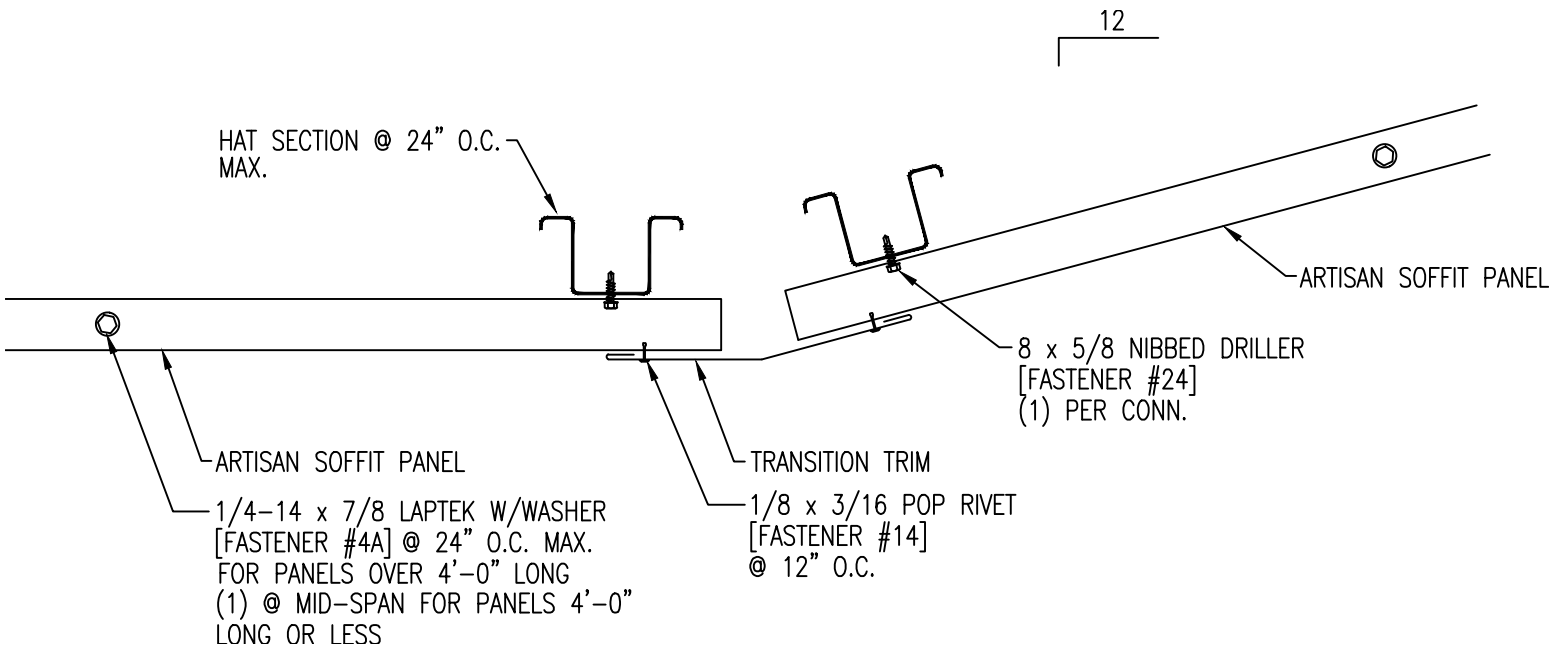 12
HAT SECTION @ 24" O.C.
MAX.
ARTISAN SOFFIT PANEL
8 x 5/8 NIBBED DRILLER
[FASTENER #24]
(1) PER CONN.
ARTISAN SOFFIT PANEL
1/4-14 x 7/8 LAPTEK W/WASHER
[FASTENER #4A] @ 24" O.C. MAX.
FOR PANELS OVER 4'-0" LONG
(1) @ MID-SPAN FOR PANELS 4'-0"
LONG OR LESS
TRANSITION TRIM
1/8 x 3/16 POP RIVET
[FASTENER #14]
@ 12" O.C.